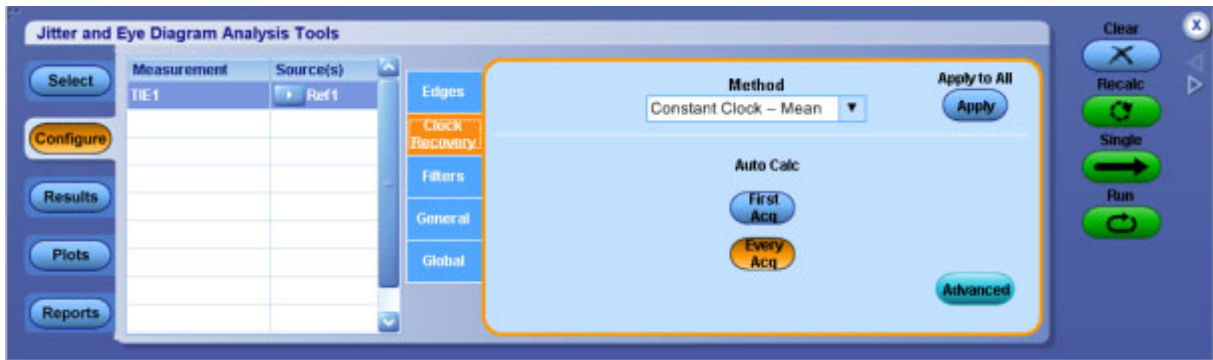 Jitter and Eye Diagram Analysis Tools
Clear
x
Select
Measurement Source(s)
TIE1 Ref1
Edges
Method
Constant Clock – Mean
Apply to All
Apply
Recalc
Configure
Clock
Recovery
Single
Filters
Auto Calc
Results
First
Acq
Run
General
Plots
Every
Acq
Global
Advanced
Reports